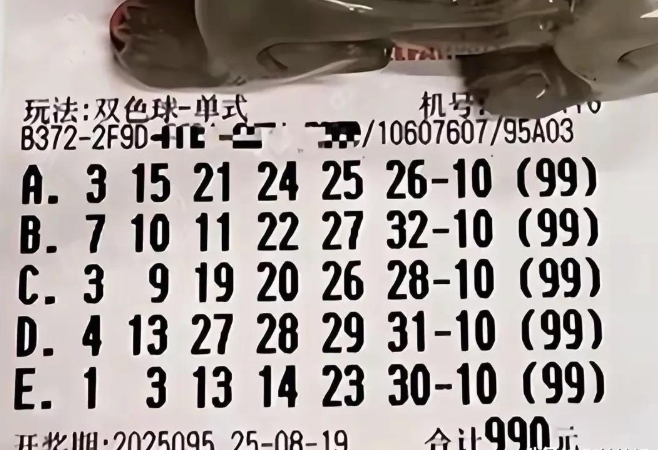 玩法:双色球-单式 机号:
B372-2F9D /10607607/95A03
A. 3 15 21 24 25 26-10 (99)
B. 7 10 11 22 27 32-10 (99)
C. 3 9 19 20 26 28-10 (99)
D. 4 13 27 28 29 31-10 (99)
E. 1 3 13 14 23 30-10 (99)
开奖期:2025095 25-08-19 合计990元